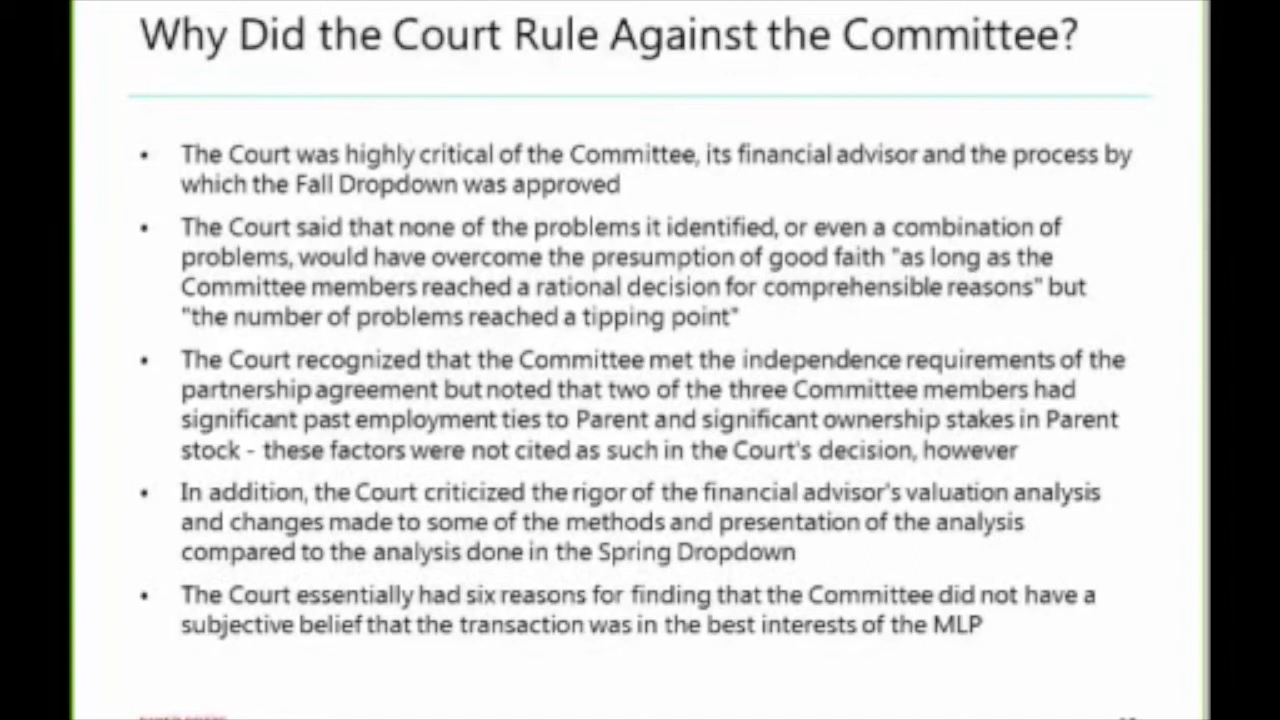 Why Did the Court Rule Against the Committee?
• The Court was highly critical of the Committee, its financial advisor and the process by
which the Fall Dropdown was approved
• The Court said that none of the problems it identified, or even a combination of
problems, would have overcome the presumption of good faith "as long as the
Committee members reached a rational decision for comprehensible reasons" but
"the number of problems reached a tipping point"
• The Court recognized that the Committee met the independence requirements of the
partnership agreement but noted that two of the three Committee members had
significant past employment ties to Parent and significant ownership stakes in Parent
stock - these factors were not cited as such in the Court's decision, however
• In addition, the Court criticized the rigor of the financial advisor's valuation analysis
and changes made to some of the methods and presentation of the analysis
compared to the analysis done in the Spring Dropdown
• The Court essentially had six reasons for finding that the Committee did not have a
subjective belief that the transaction was in the best interests of the MLP